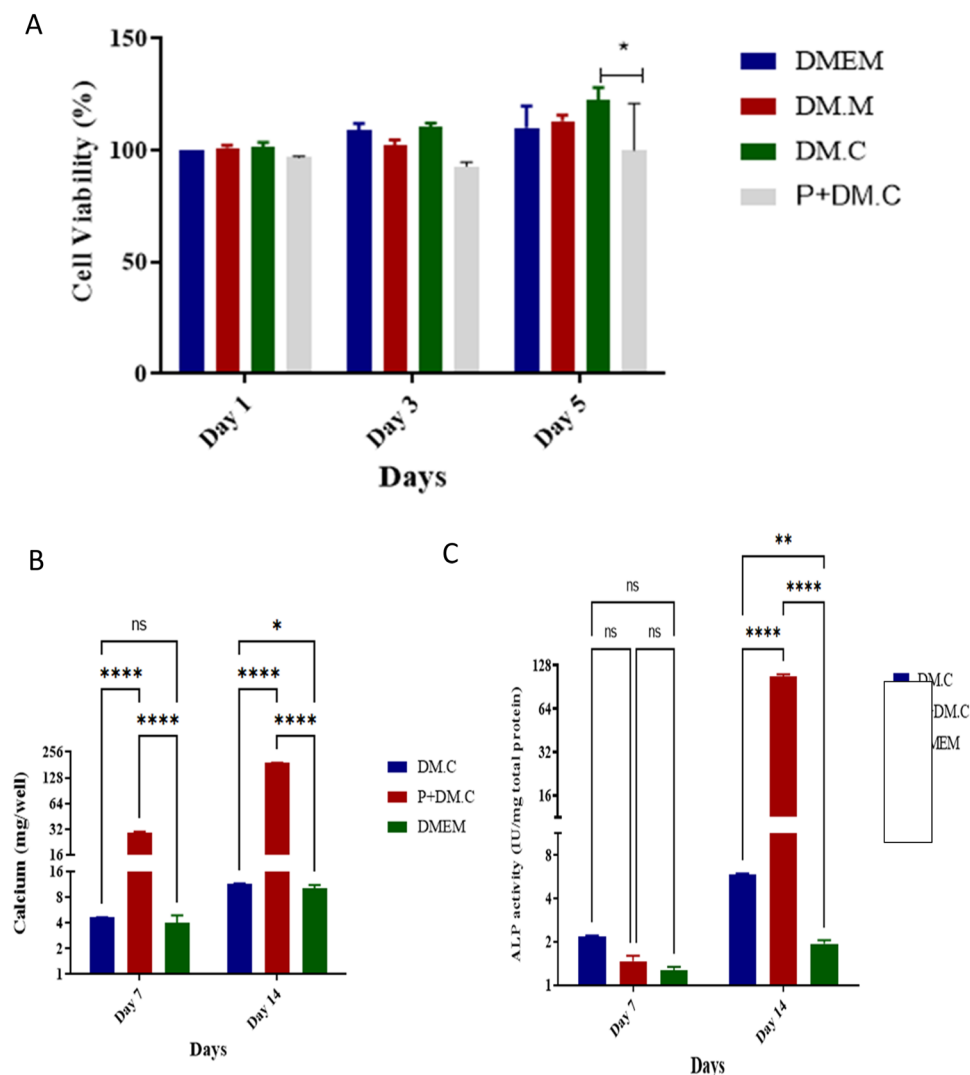 A
150
100
50
0
Cell Viability (%)
*
DMEM
DM.M
DM.C
P+DM.C
Day 1
Day 3
Day 5
Days
B
ns
****
****
*
****
****
256
128
64
32
16
16
8
4
2
1
Calcium (mg/well)
DM.C
P+DM.C
DMEM
Day 7
Day 14
Days
C
ns
ns
ns
**
****
****
128
64
32
16
8
4
2
1
ALP activity (IU/mg total protein)
DM.C
+DM.C
MEM
Day 7
Day 14
Days